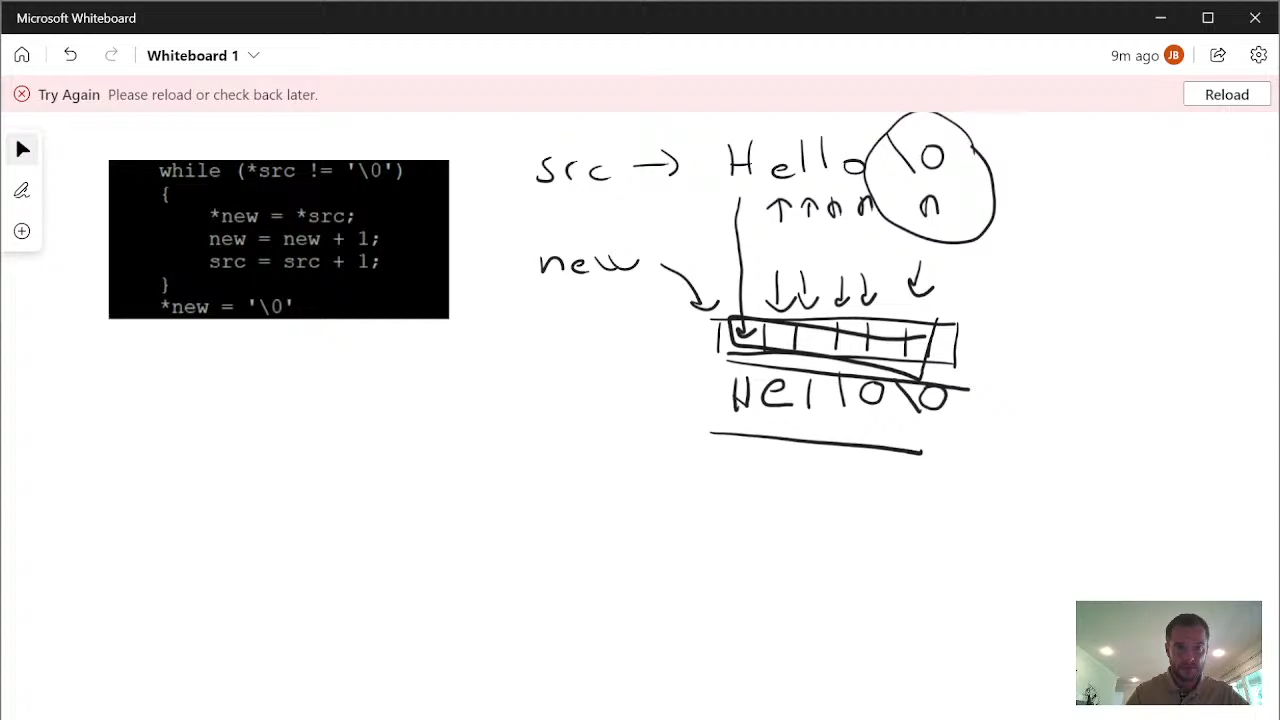 Microsoft Whiteboard
Whiteboard 1
9m ago JB
Try Again Please reload or check back later.
Reload
while (*src != '\0')
{
*new = *src;
new = new + 1;
src = src + 1;
}
*new = '\0'
src → Hello\0
new
Hello\0